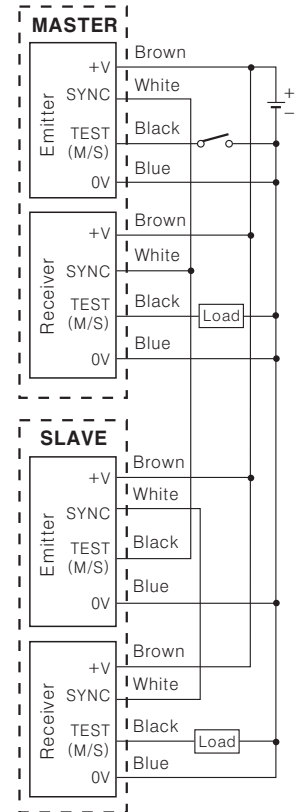 MASTER
Emitter
+V
Brown
SYNC
White
TEST
(M/S)
Black
0V
Blue
+
−
Receiver
+V
Brown
SYNC
White
TEST
(M/S)
Black
Load
0V
Blue
SLAVE
Emitter
+V
Brown
SYNC
White
TEST
(M/S)
Black
0V
Blue
Receiver
+V
Brown
SYNC
White
TEST
(M/S)
Black
Load
0V
Blue